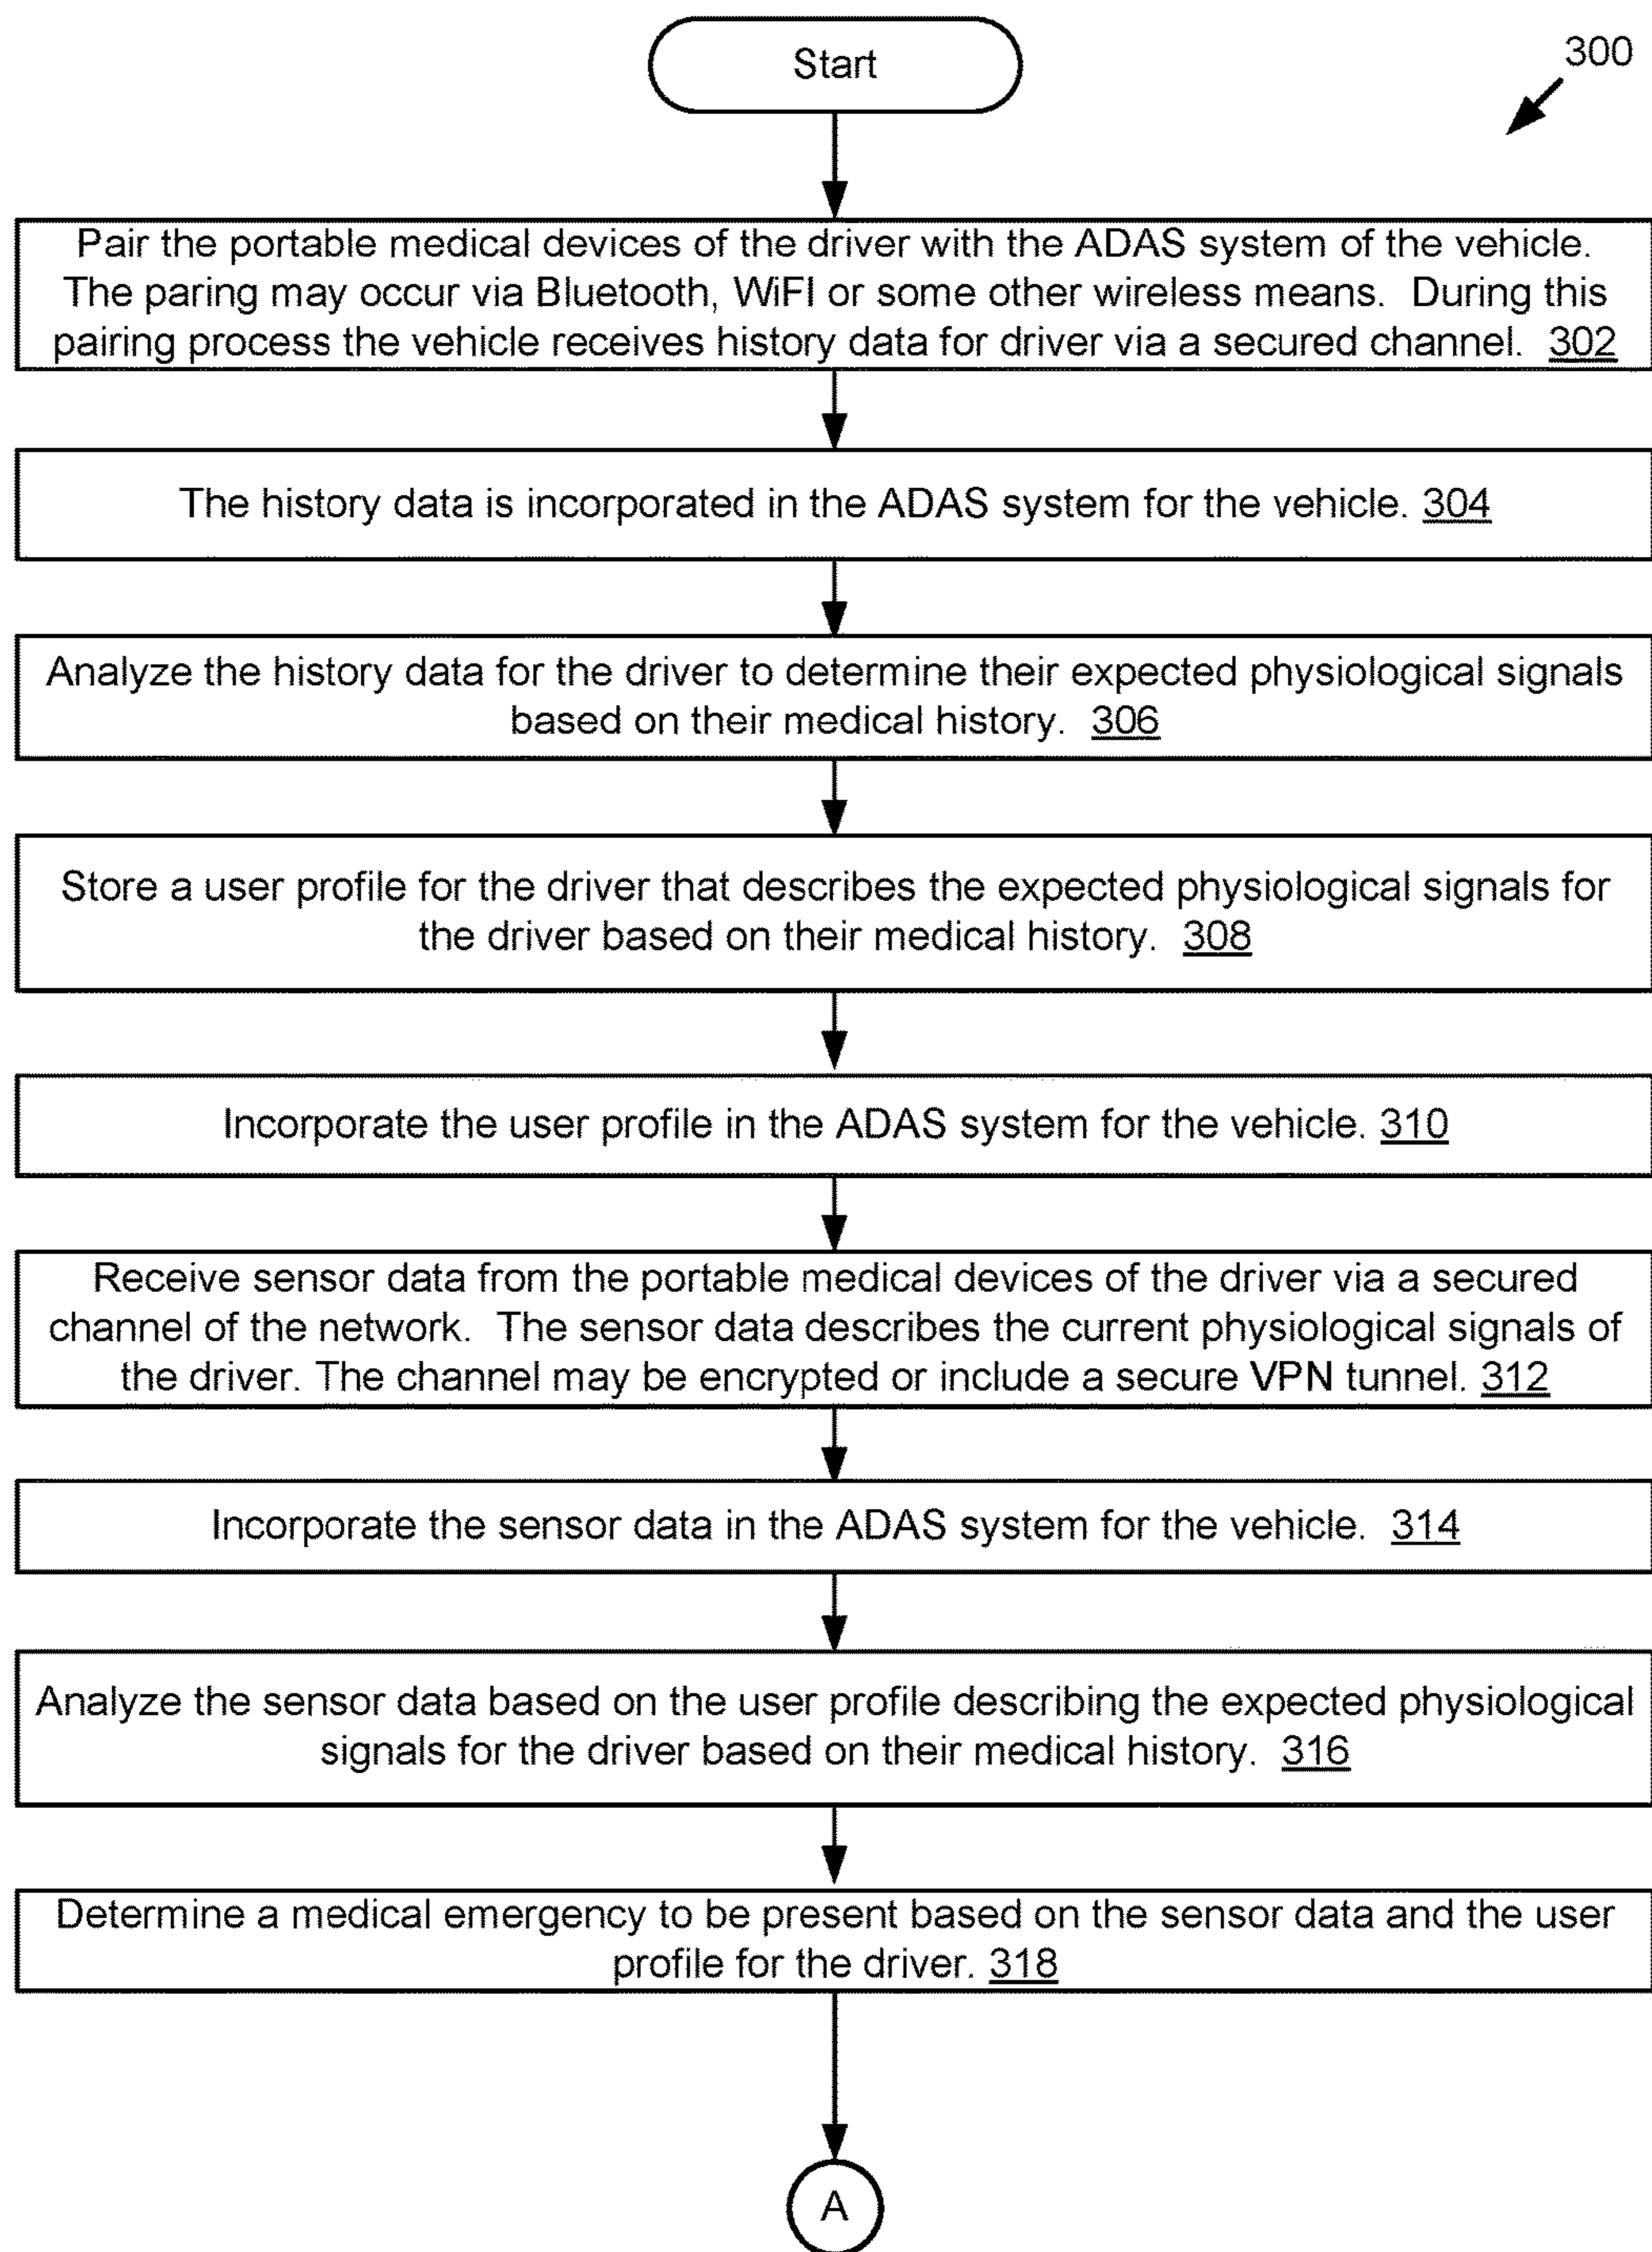 Start
300
Pair the portable medical devices of the driver with the ADAS system of the vehicle.
The paring may occur via Bluetooth, WiFI or some other wireless means. During this
pairing process the vehicle receives history data for driver via a secured channel. 302
The history data is incorporated in the ADAS system for the vehicle. 304
Analyze the history data for the driver to determine their expected physiological signals
based on their medical history. 306
Store a user profile for the driver that describes the expected physiological signals for
the driver based on their medical history. 308
Incorporate the user profile in the ADAS system for the vehicle. 310
Receive sensor data from the portable medical devices of the driver via a secured
channel of the network. The sensor data describes the current physiological signals of
the driver. The channel may be encrypted or include a secure VPN tunnel. 312
Incorporate the sensor data in the ADAS system for the vehicle. 314
Analyze the sensor data based on the user profile describing the expected physiological
signals for the driver based on their medical history. 316
Determine a medical emergency to be present based on the sensor data and the user
profile for the driver. 318
A